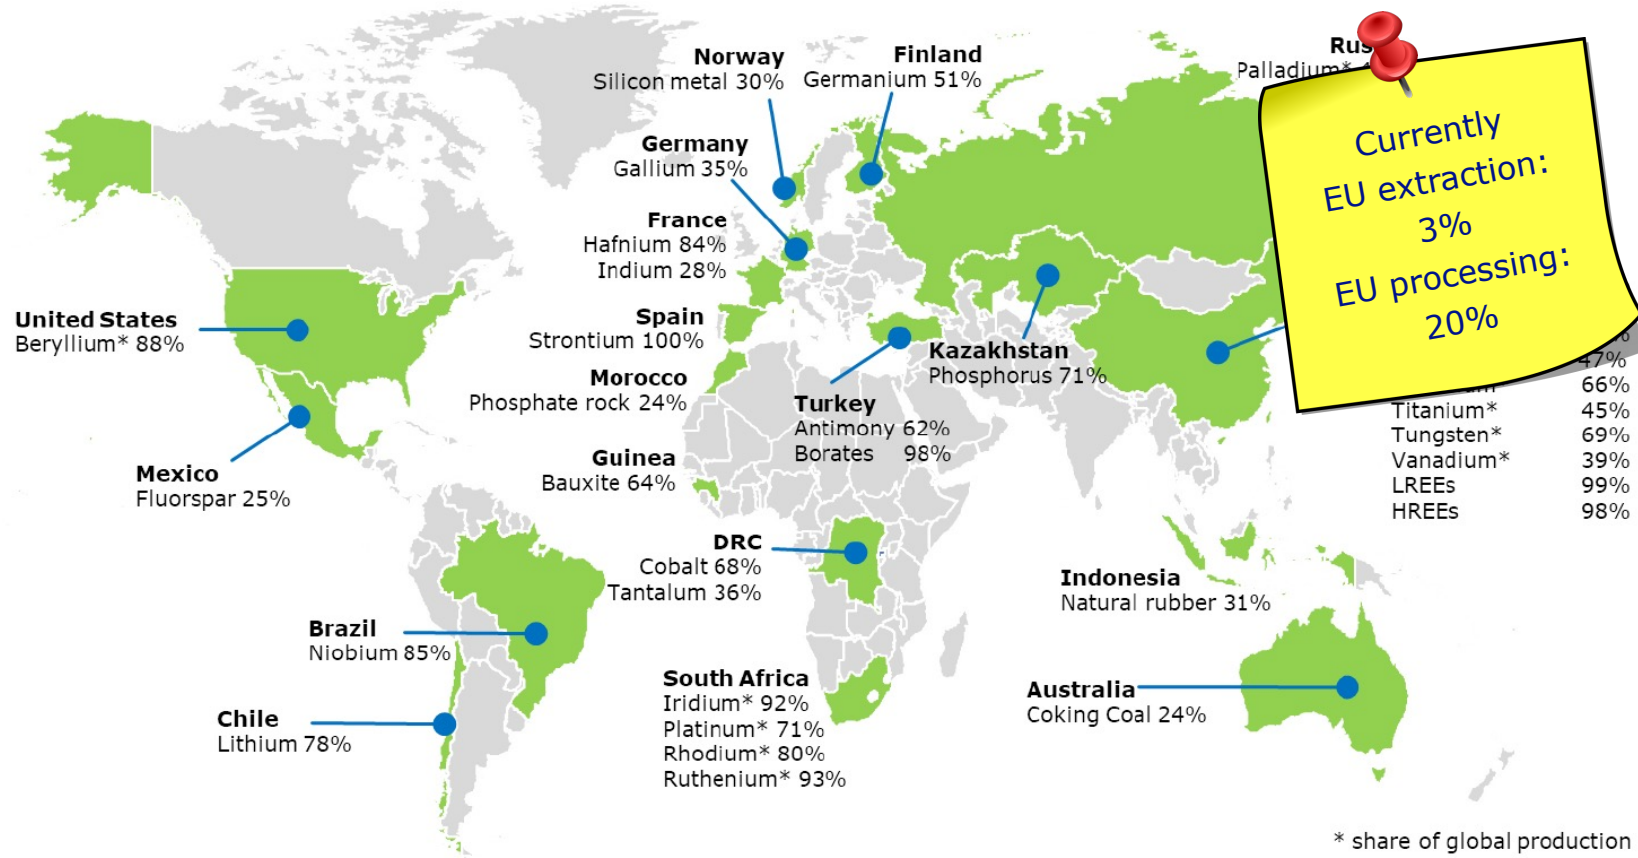 Norway
Silicon metal 30%
Finland
Germanium 51%
Palladium*
Currently
EU extraction:
3%
EU processing:
20%
Germany
Gallium 35%
France
Hafnium 84%
Indium 28%
United States
Beryllium* 88%
Spain
Strontium 100%
Kazakhstan
Phosphorus 71%
Morocco
Phosphate rock 24%
Turkey
Antimony 62%
Borates 98%
Mexico
Fluorspar 25%
Guinea
Bauxite 64%
47%
66%
Titanium* 45%
Tungsten* 69%
Vanadium* 39%
LREEs 99%
HREEs 98%
DRC
Cobalt 68%
Tantalum 36%
Indonesia
Natural rubber 31%
Brazil
Niobium 85%
South Africa
Iridium* 92%
Platinum* 71%
Rhodium* 80%
Ruthenium* 93%
Australia
Coking Coal 24%
Chile
Lithium 78%
* share of global production